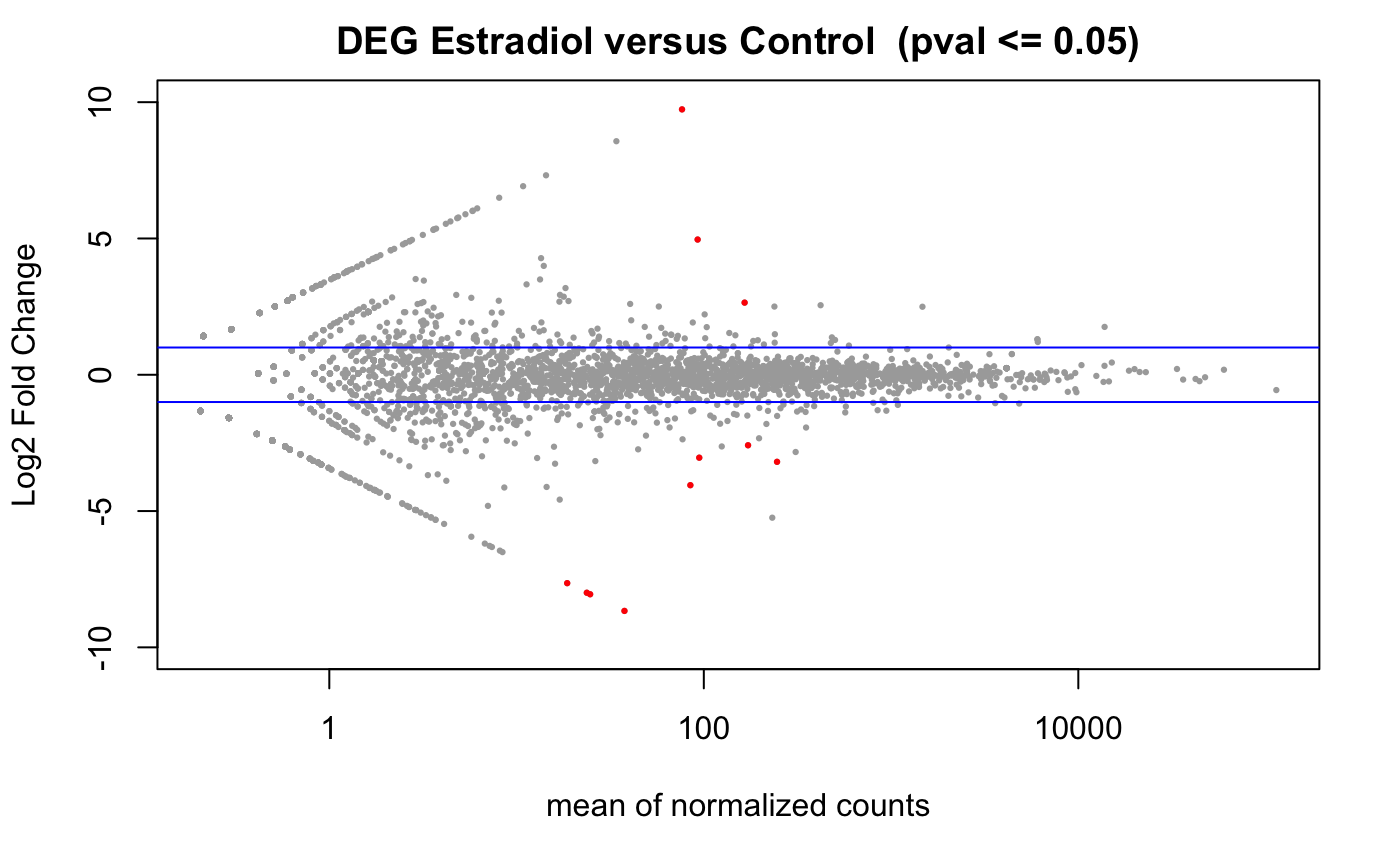 DEG Estradiol versus Control  (pval <= 0.05)
Log2 Fold Change
10
5
0
-5
-10
1
100
10000
mean of normalized counts